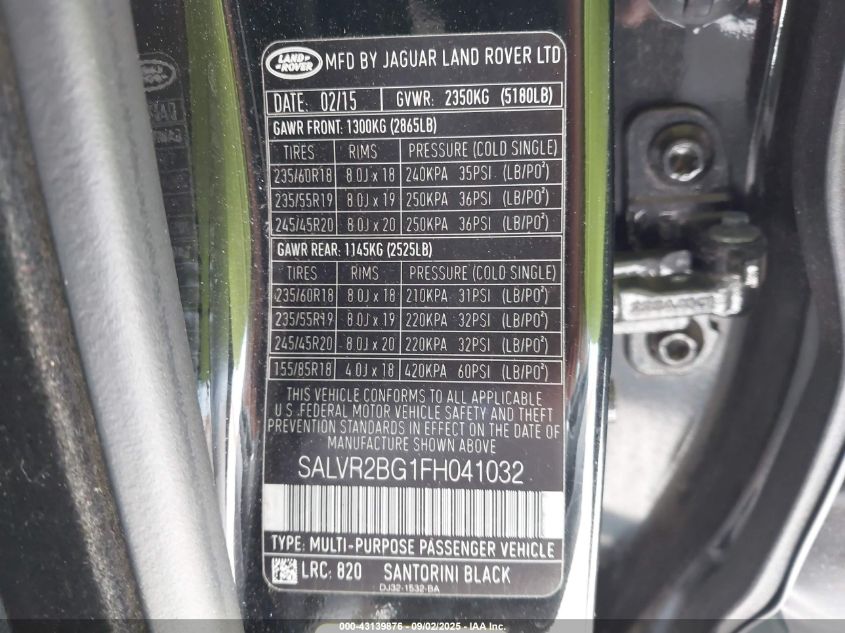 LAND ROVER MFD BY JAGUAR LAND ROVER LTD
DATE: 02/15 GVWR: 2350KG (5180LB)
GAWR FRONT: 1300KG (2865LB)
TIRES RIMS PRESSURE (COLD SINGLE)
235/60R18 8.0J x 18 240KPA 35PSI (LB/PO²)
235/55R19 8.0J x 19 250KPA 36PSI (LB/PO²)
245/45R20 8.0J x 20 250KPA 36PSI (LB/PO²)
GAWR REAR: 1145KG (2525LB)
TIRES RIMS PRESSURE (COLD SINGLE)
235/60R18 8.0J x 18 210KPA 31PSI (LB/PO²)
235/55R19 8.0J x 19 220KPA 32PSI (LB/PO²)
245/45R20 8.0J x 20 220KPA 32PSI (LB/PO²)
155/85R18 4.0J x 18 420KPA 60PSI (LB/PO²)
THIS VEHICLE CONFORMS TO ALL APPLICABLE
U.S. FEDERAL MOTOR VEHICLE SAFETY AND THEFT
PREVENTION STANDARDS IN EFFECT ON THE DATE OF
MANUFACTURE SHOWN ABOVE
SALVR2BG1FH041032
TYPE: MULTI-PURPOSE PASSENGER VEHICLE
LRC: 820 SANTORINI BLACK
DJ32-1532-BA
000-43139876 - 09/02/2025 - IAA Inc.